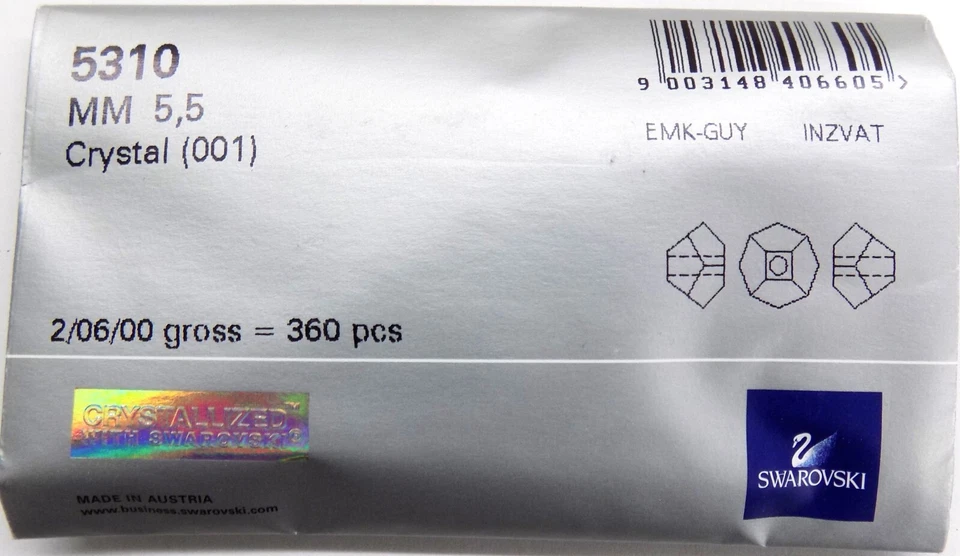 5310
MM 5,5
Crystal (001)
9 003148 406605 >
EMK-GUY INZVAT
2/06/00 gross = 360 pcs
CRYSTALLIZED™
WITH SWAROVSKI®
MADE IN AUSTRIA
www.business.swarovski.com
SWAROVSKI